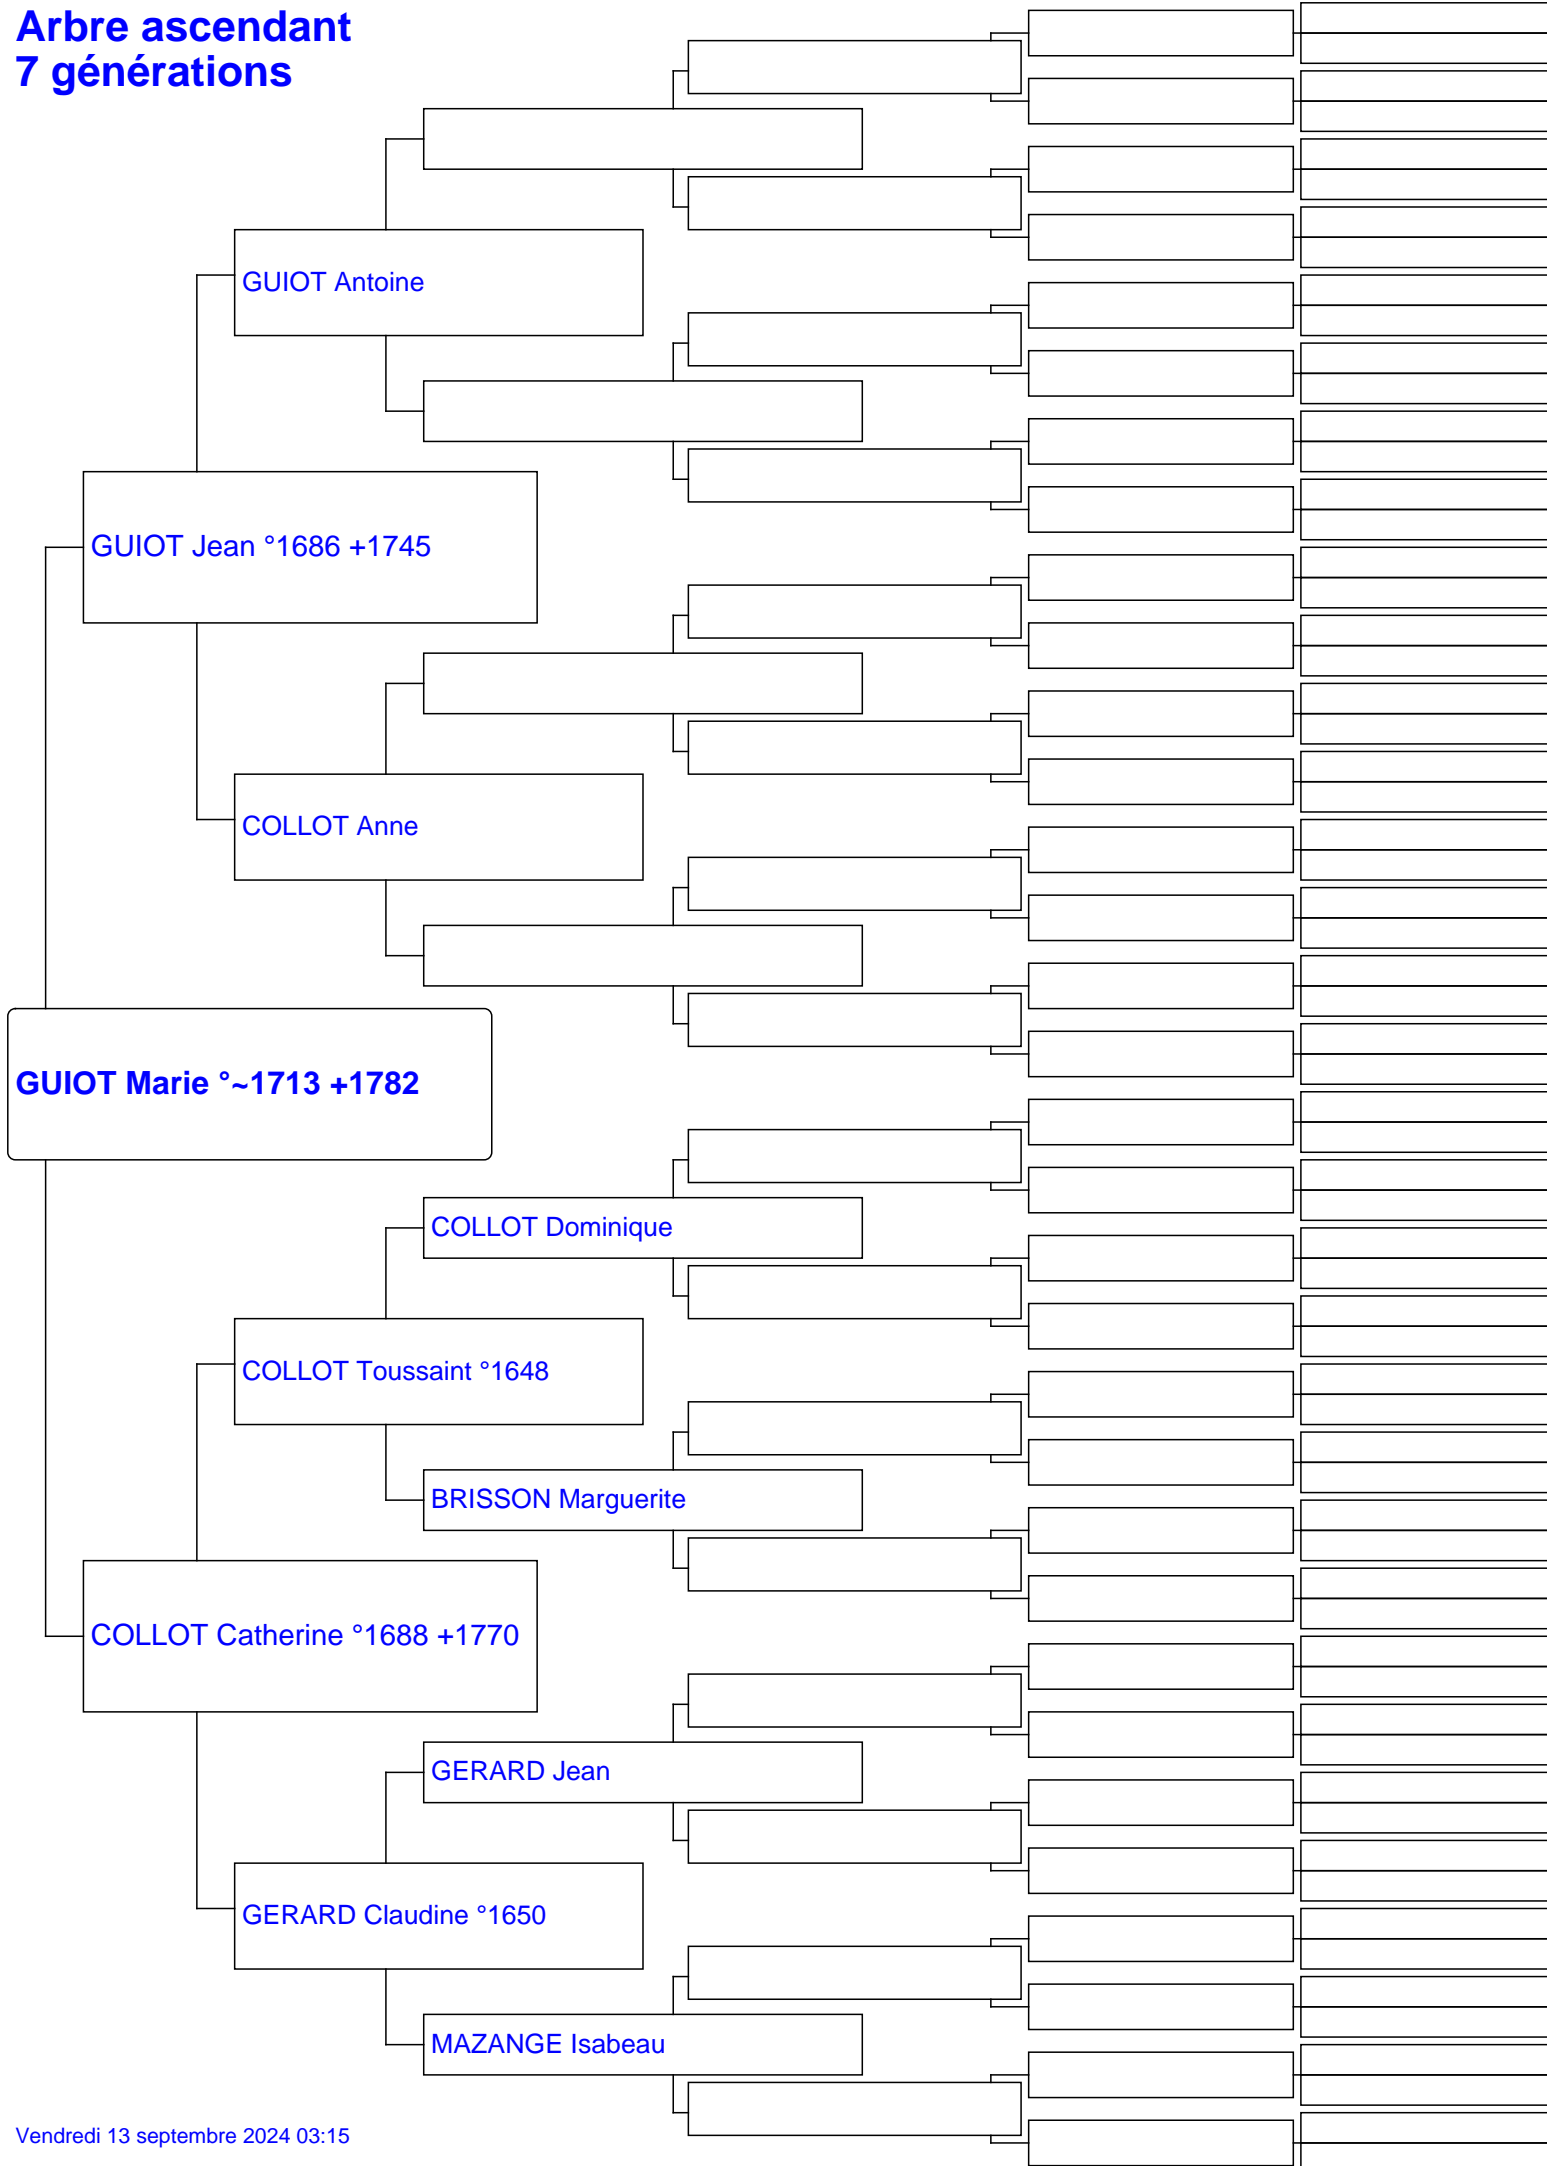 Arbre ascendant
7 générations
GUIOT Antoine
GUIOT Jean °1686 +1745
COLLOT Anne
GUIOT Marie °~1713 +1782
COLLOT Dominique
COLLOT Toussaint °1648
BRISSON Marguerite
COLLOT Catherine °1688 +1770
GERARD Jean
GERARD Claudine °1650
MAZANGE Isabeau
Vendredi 13 septembre 2024 03:15